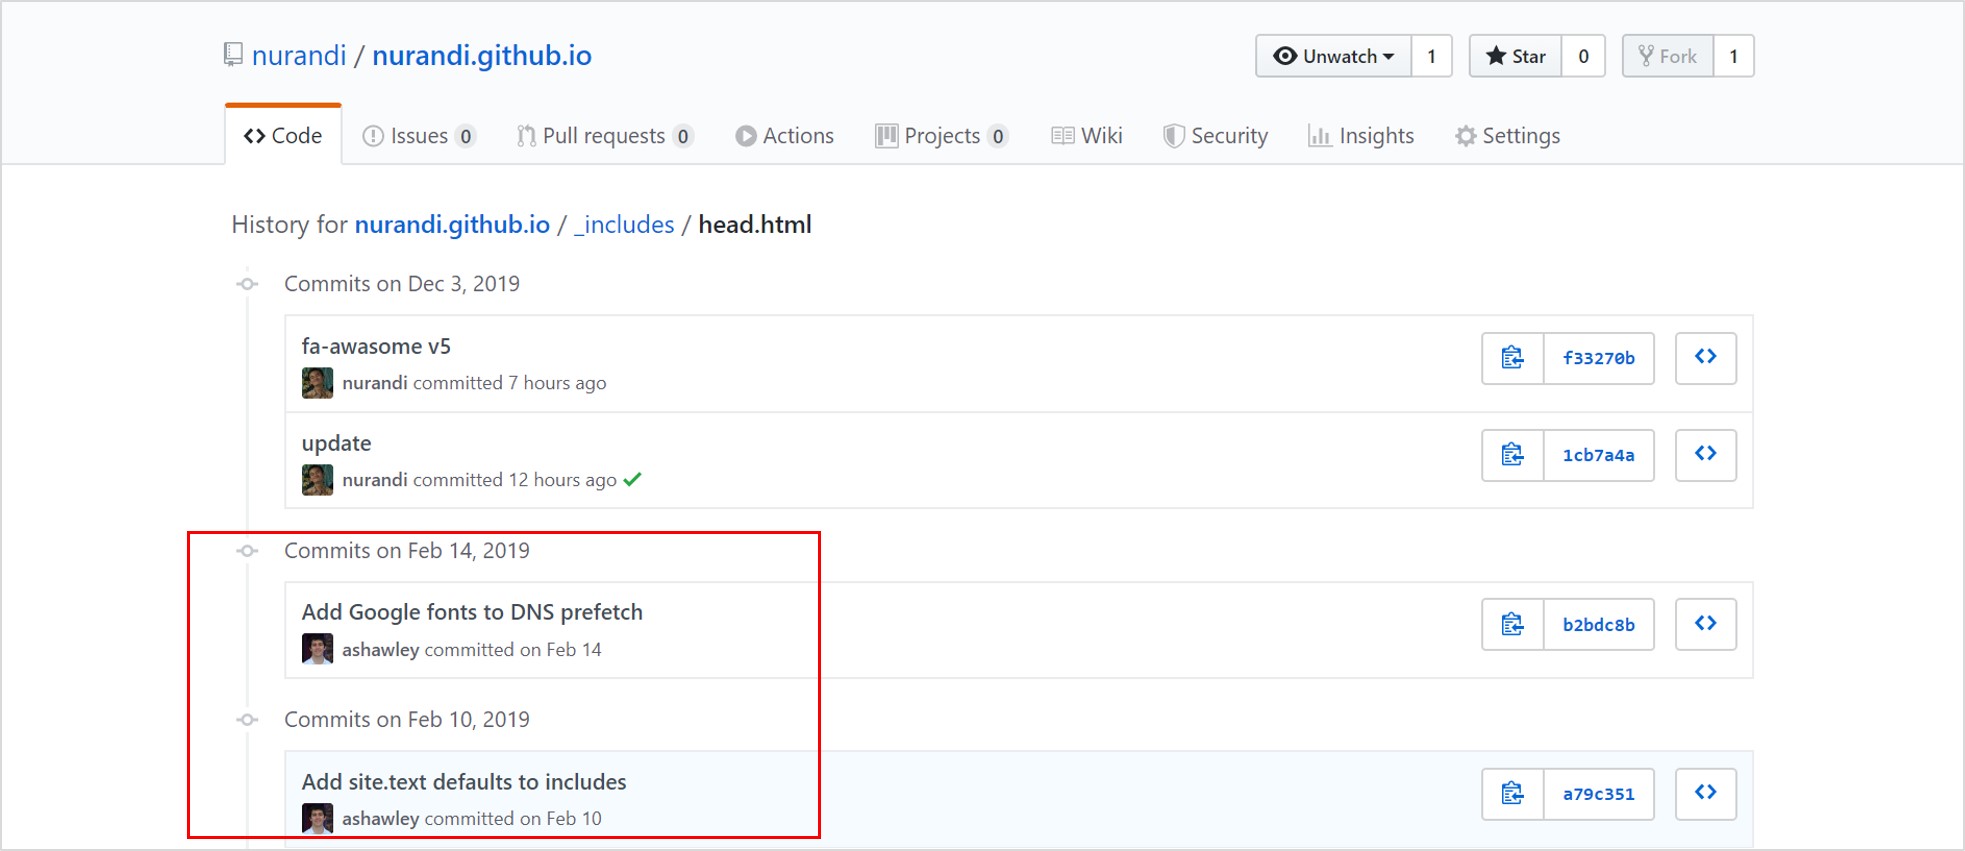 nurandi / nurandi.github.io
Unwatch 1 Star 0 Fork 1
Code Issues 0 Pull requests 0 Actions Projects 0 Wiki Security Insights Settings
History for nurandi.github.io / _includes / head.html
Commits on Dec 3, 2019
fa-awasome v5
f33270b
nurandi committed 7 hours ago
update
1cb7a4a
nurandi committed 12 hours ago
Commits on Feb 14, 2019
Add Google fonts to DNS prefetch
b2bdc8b
ashawley committed on Feb 14
Commits on Feb 10, 2019
Add site.text defaults to includes
a79c351
ashawley committed on Feb 10